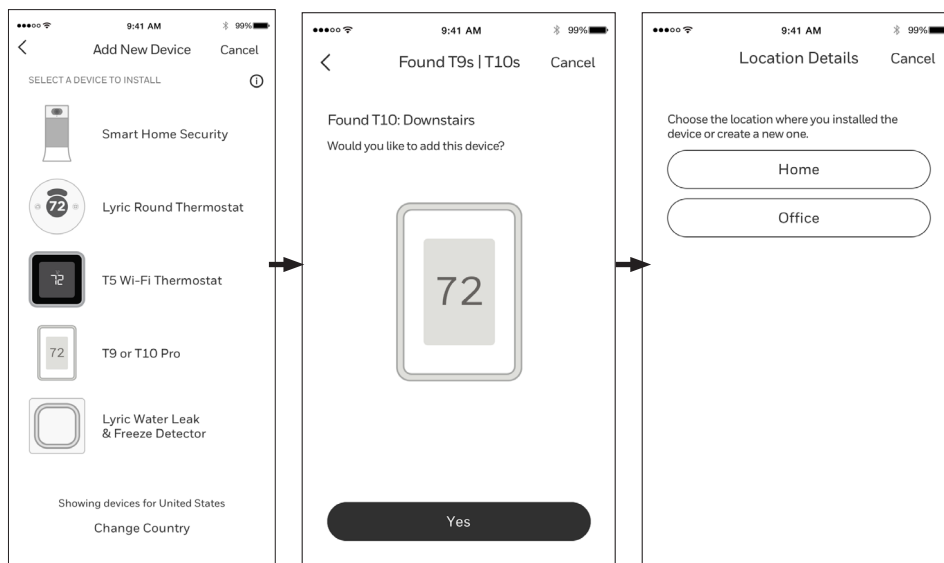 9:41 AM
99%
Add New Device
Cancel
SELECT A DEVICE TO INSTALL
Smart Home Security
72
Lyric Round Thermostat
72
T5 Wi-Fi Thermostat
72
T9 or T10 Pro
Lyric Water Leak
& Freeze Detector
Showing devices for United States
Change Country
9:41 AM
99%
Found T9s | T10s
Cancel
Found T10: Downstairs
Would you like to add this device?
72
Yes
9:41 AM
99%
Location Details
Cancel
Choose the location where you installed the
device or create a new one.
Home
Office